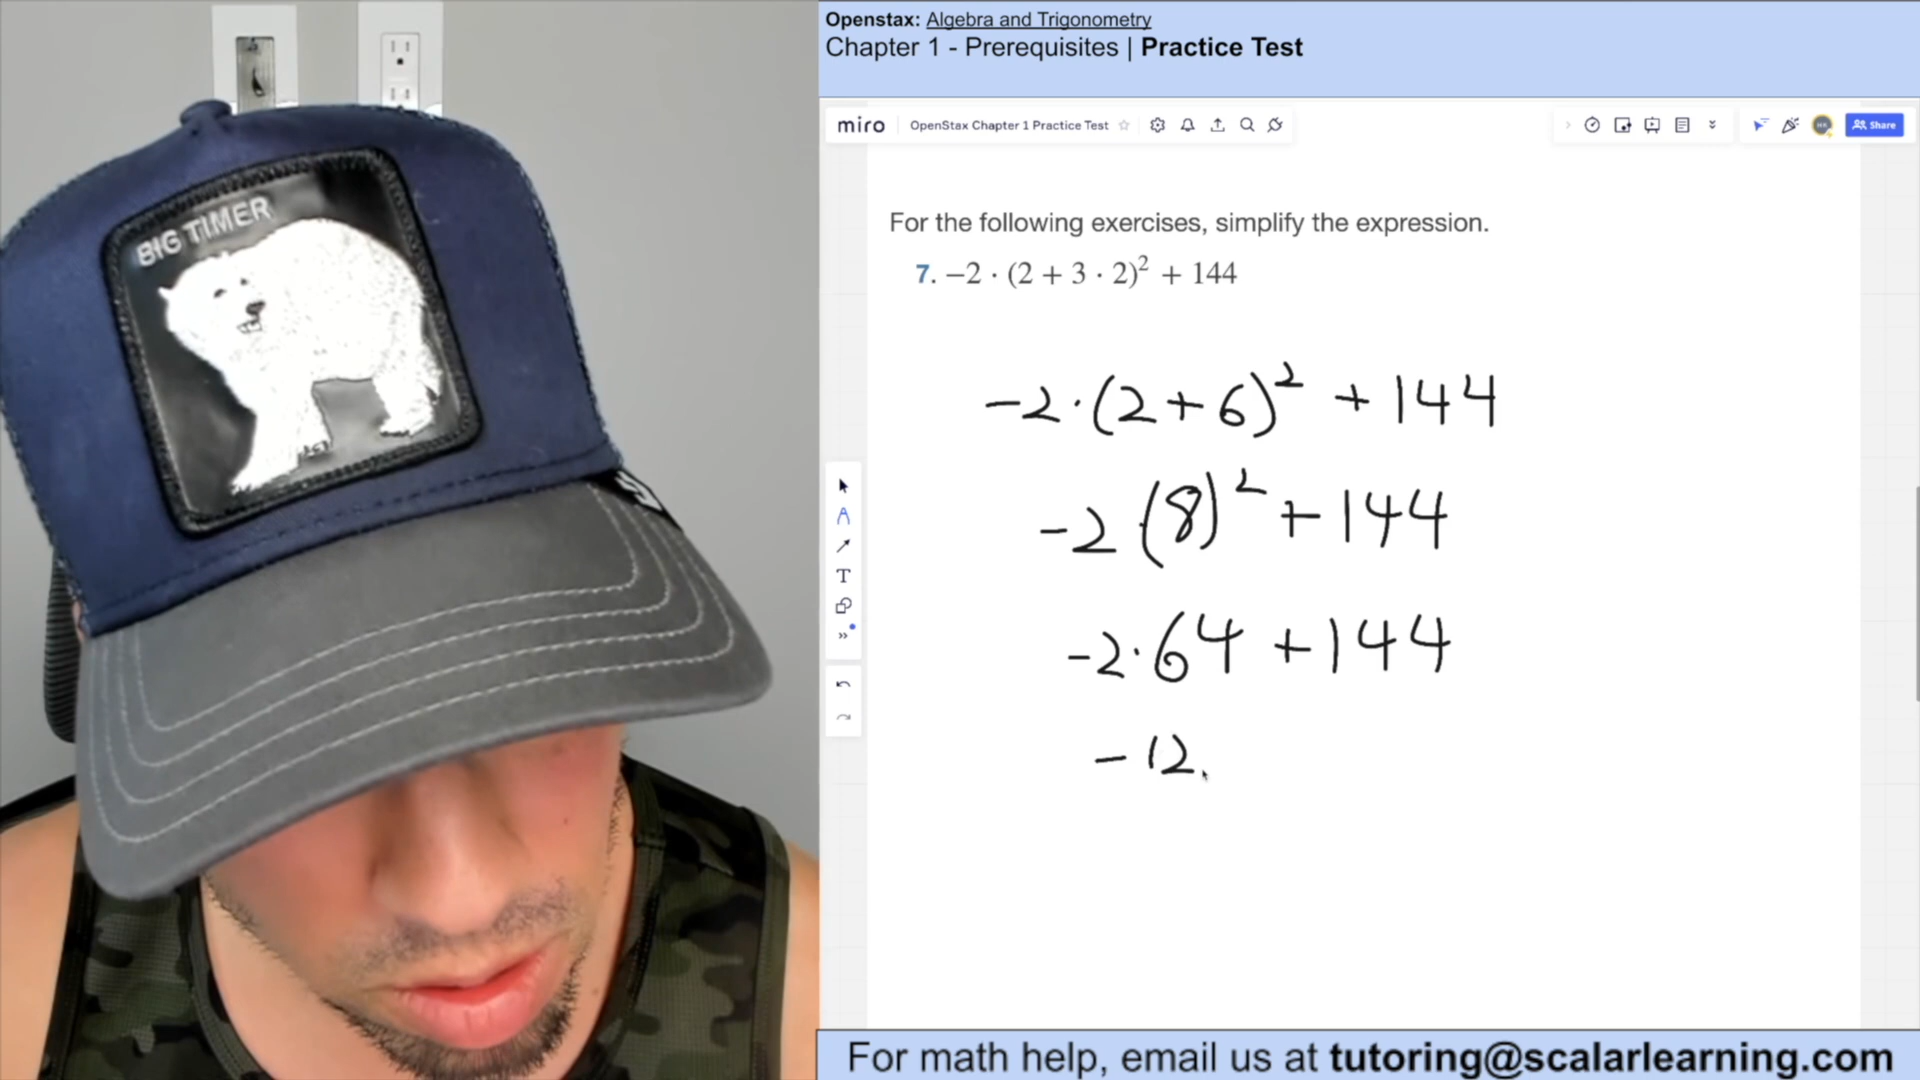 BIG TIMER
Openstax: Algebra and Trigonometry
Chapter 1 - Prerequisites | Practice Test
miro
OpenStax Chapter 1 Practice Test
Share
For the following exercises, simplify the expression.
7. −2 · (2 + 3 · 2)² + 144
-2·(2+6)² + 144
-2(8)² + 144
-2·64 + 144
-12
For math help, email us at tutoring@scalarlearning.com